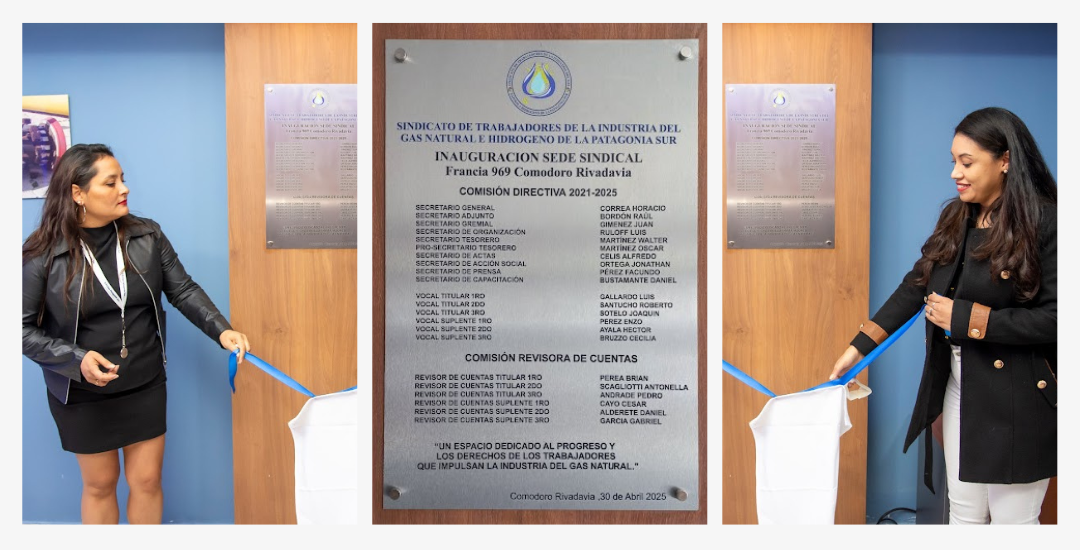 SINDICATO DE TRABAJADORES DE LA INDUSTRIA DEL
GAS NATURAL E HIDROGENO DE LA PATAGONIA SUR
INAUGURACION SEDE SINDICAL
Francia 969 Comodoro Rivadavia
COMISIÓN DIRECTIVA 2021-2025
SECRETARIO GENERAL CORREA HORACIO
SECRETARIO ADJUNTO BORDÓN RAÚL
SECRETARIO GREMIAL GIMENEZ JUAN
SECRETARIO DE ORGANIZACIÓN RULOFF LUIS
SECRETARIO TESORERO MARTÍNEZ WALTER
PRO-SECRETARIO TESORERO MARTÍNEZ OSCAR
SECRETARIO DE ACTAS CELIS ALFREDO
SECRETARIO DE ACCIÓN SOCIAL ORTEGA JONATHAN
SECRETARIO DE PRENSA PÉREZ FACUNDO
SECRETARIO DE CAPACITACIÓN BUSTAMANTE DANIEL
VOCAL TITULAR 1RO GALLARDO LUIS
VOCAL TITULAR 2DO SANTUCHO ROBERTO
VOCAL TITULAR 3RO SOTELO JOAQUIN
VOCAL SUPLENTE 1RO PEREZ ENZO
VOCAL SUPLENTE 2DO AYALA HECTOR
VOCAL SUPLENTE 3RO BRUZZO CECILIA
COMISIÓN REVISORA DE CUENTAS
REVISOR DE CUENTAS TITULAR 1RO PEREA BRIAN
REVISOR DE CUENTAS TITULAR 2DO SCAGLIOTTI ANTONELLA
REVISOR DE CUENTAS TITULAR 3RO ANDRADE PEDRO
REVISOR DE CUENTAS SUPLENTE 1RO CAYO CESAR
REVISOR DE CUENTAS SUPLENTE 2DO ALDERETE DANIEL
REVISOR DE CUENTAS SUPLENTE 3RO GARCIA GABRIEL
"UN ESPACIO DEDICADO AL PROGRESO Y
LOS DERECHOS DE LOS TRABAJADORES
QUE IMPULSAN LA INDUSTRIA DEL GAS NATURAL."
Comodoro Rivadavia ,30 de Abril 2025